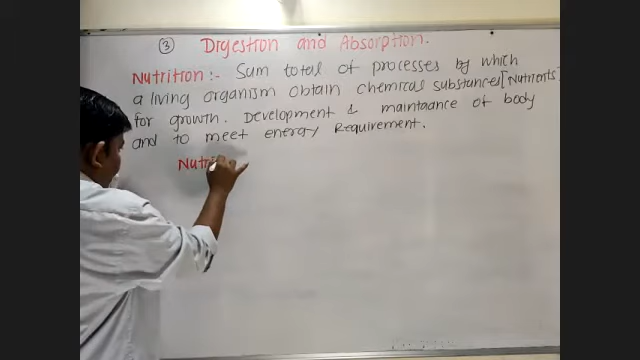 ③ Digestion and Absorption.
Nutrition :- Sum total of processes by which
a living organism obtain chemical substances [Nutrients]
for growth. Development & maintaance of body
and to meet energy Requirement.
Nutri